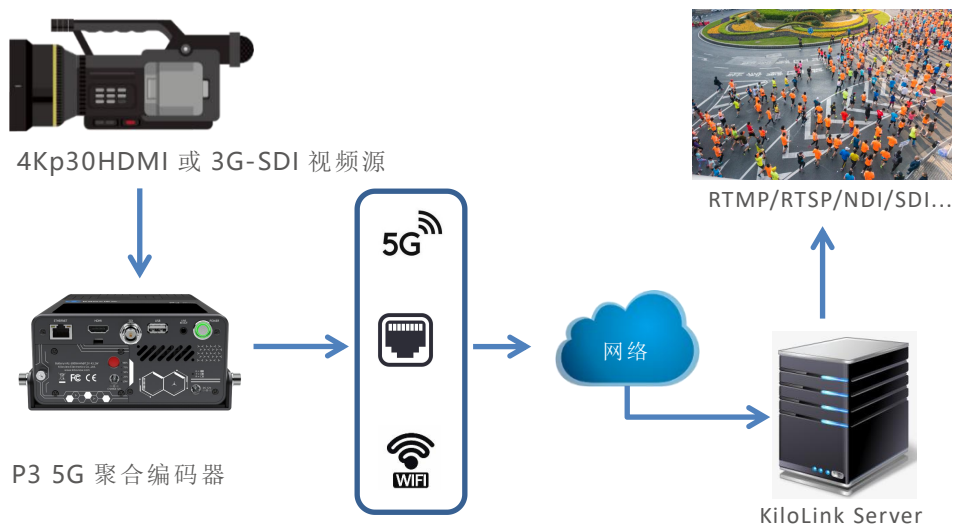 4Kp30HDMI 或 3G-SDI 视频源
RTMP/RTSP/NDI/SDI...
5G
网络
WIFI
P3 5G 聚合编码器
KiloLink Server